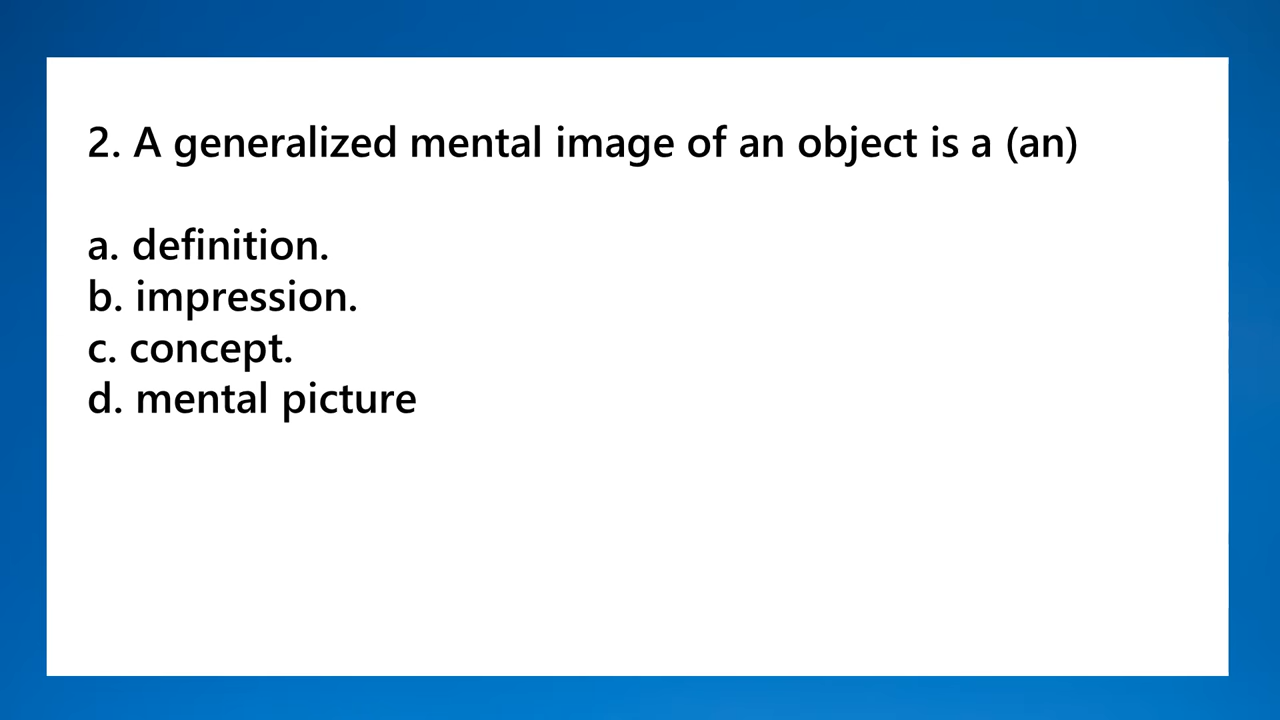 2. A generalized mental image of an object is a (an)
a. definition.
b. impression.
c. concept.
d. mental picture